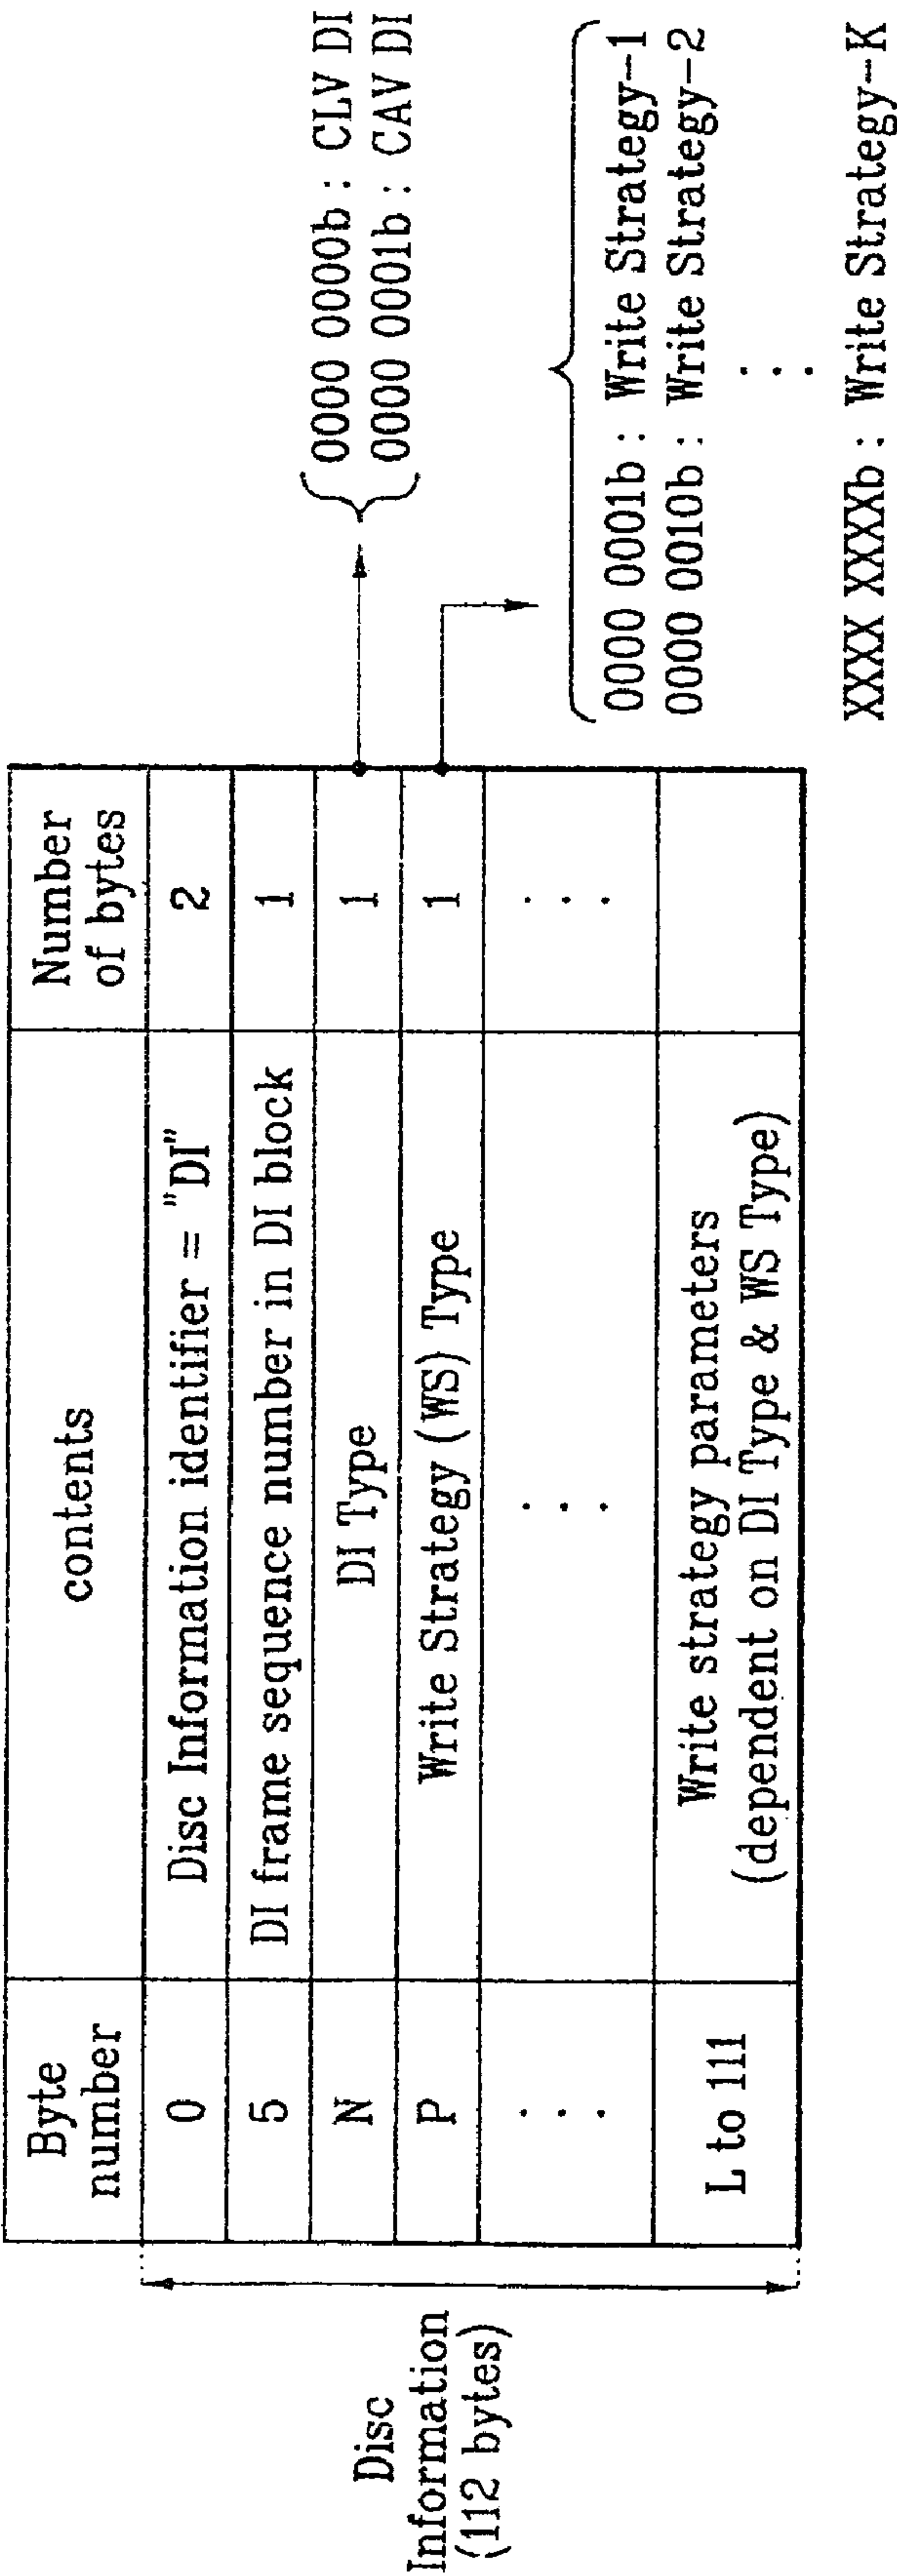 Disc
Information
(112 bytes)
Byte
number
contents
Number
of bytes
0
Disc Information identifier = "DI"
2
5
DI frame sequence number in DI block
1
N
DI Type
1
0000 0000b : CLV DI
0000 0001b : CAV DI
P
Write Strategy (WS) Type
1
0000 0001b : Write Strategy-1
0000 0010b : Write Strategy-2
⋮
XXXX XXXXb : Write Strategy-K
...
...
...
L to 111
Write strategy parameters
(dependent on DI Type & WS Type)